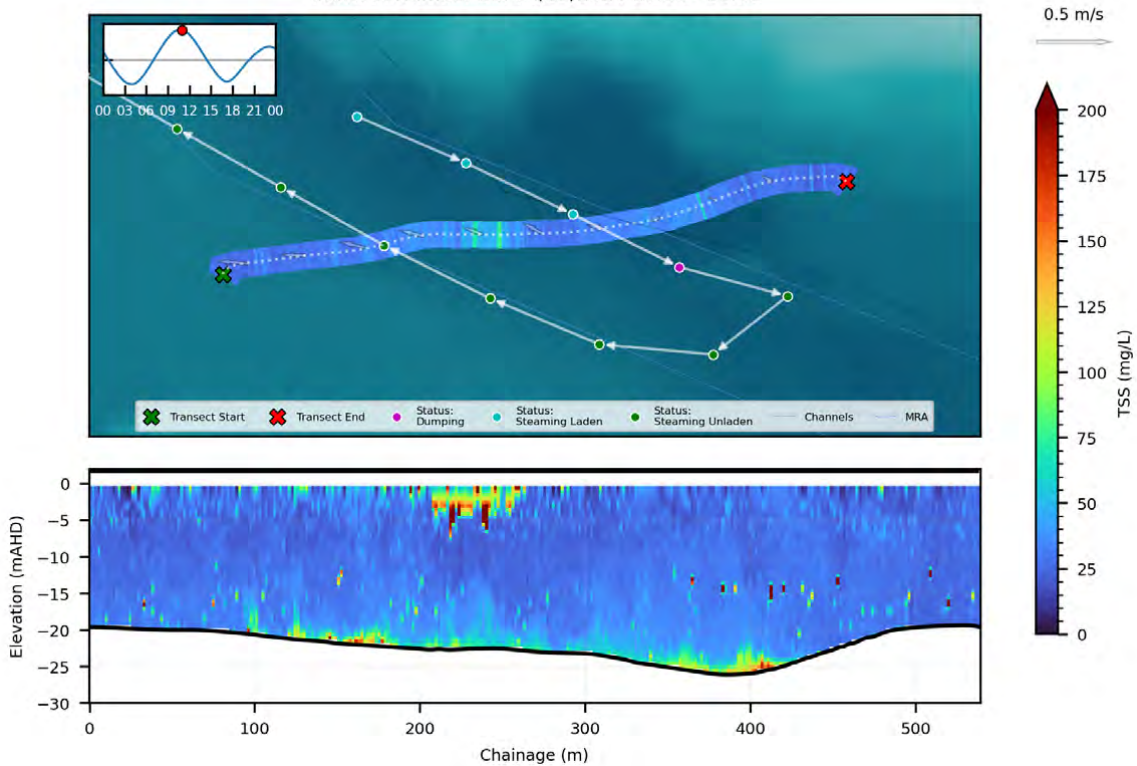 0.5 m/s
00 03 06 09 12 15 18 21 00
Transect Start
Transect End
Status:
Dumping
Status:
Steaming Laden
Status:
Steaming Unladen
Channels
MRA
200
175
150
125
100
75
50
25
0
TSS (mg/L)
0
−5
−10
−15
−20
−25
−30
Elevation (mAHD)
0 100 200 300 400 500
Chainage (m)